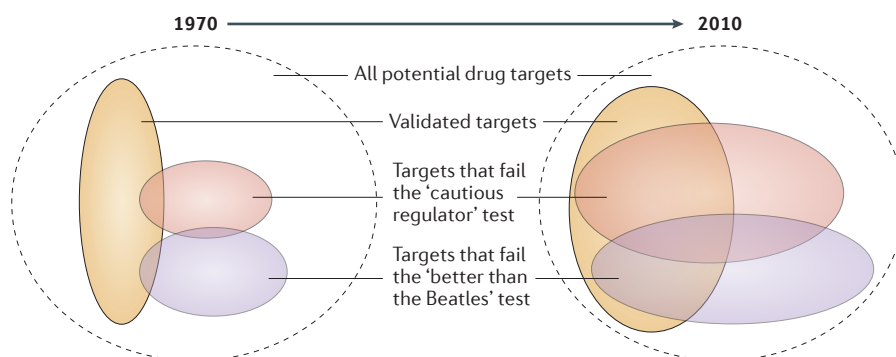 1970
2010
All potential drug targets
Validated targets
Targets that fail
the ‘cautious
regulator’ test
Targets that fail
the ‘better than
the Beatles’ test